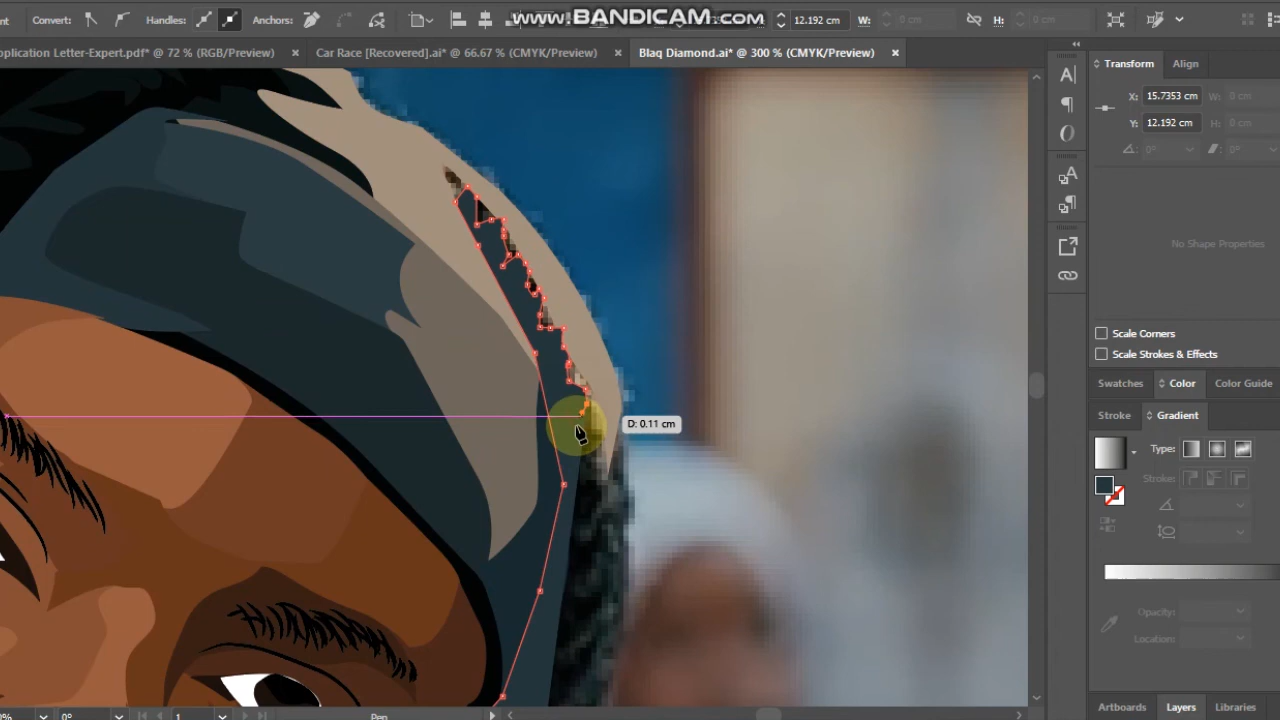 www.BANDICAM.com
Convert:
Handles:
Anchors:
12.192 cm
W:
0 cm
H:
0 cm
pplication Letter-Expert.pdf* @ 72 % (RGB/Preview)
Car Race [Recovered].ai* @ 66.67 % (CMYK/Preview)
Blaq Diamond.ai* @ 300 % (CMYK/Preview)
Transform
Align
X:
15.7353 cm
W:
0 cm
Y:
12.192 cm
H:
0 cm
0°
0°
No Shape Properties
Scale Corners
Scale Strokes & Effects
Swatches
Color
Color Guide
Stroke
Gradient
Type:
Stroke:
Opacity:
Location:
Artboards
Layers
Libraries
D: 0.11 cm
0%
0°
1
Pen